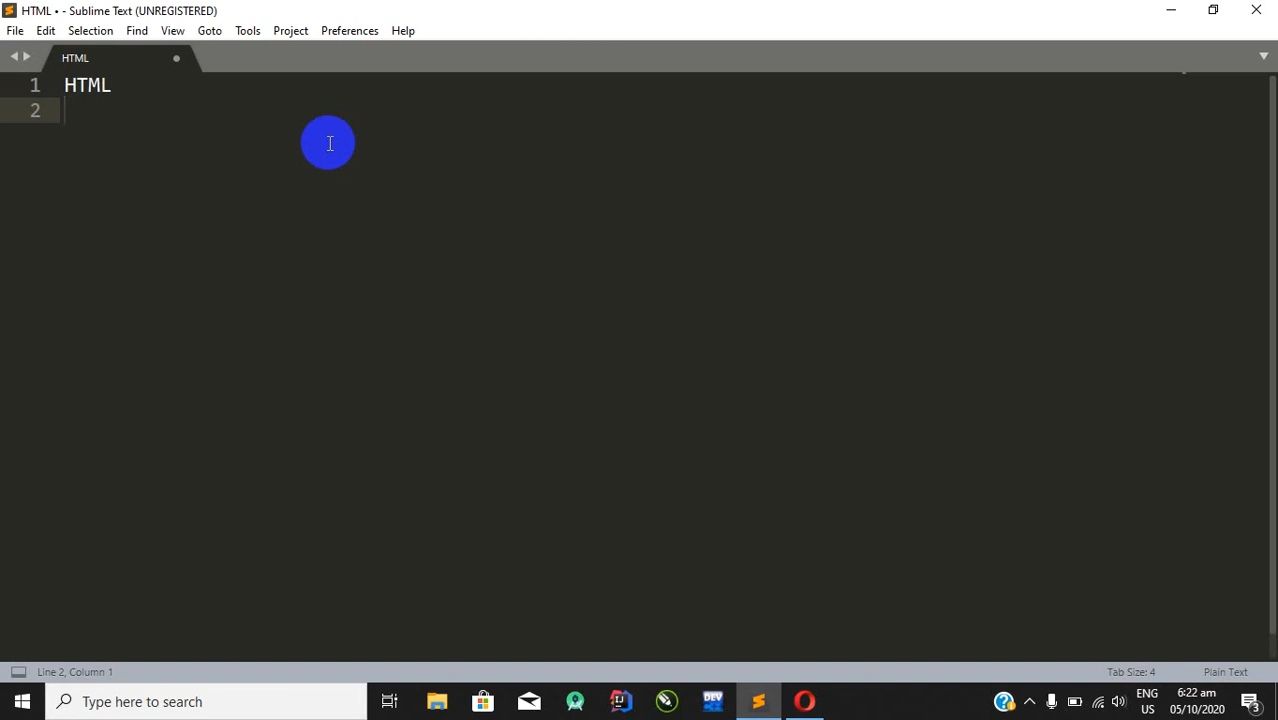 HTML • - Sublime Text (UNREGISTERED)
File Edit Selection Find View Goto Tools Project Preferences Help
HTML
1 HTML
2
Line 2, Column 1 Tab Size: 4 Plain Text
Type here to search
DEV
ENG
US
6:22 am
05/10/2020
3